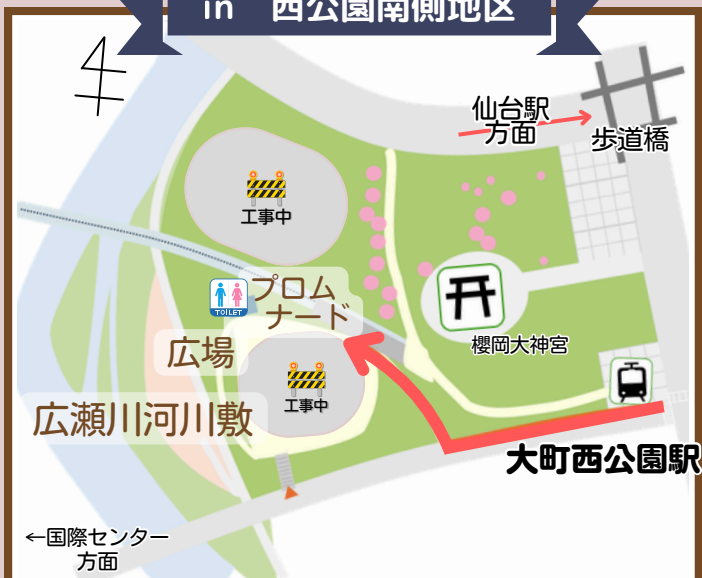 in 西公園南側地区
仙台駅
方面
歩道橋
工事中
TOILET
プロム
ナード
広場
櫻岡大神宮
工事中
広瀬川河川敷
大町西公園駅
←国際センター
方面